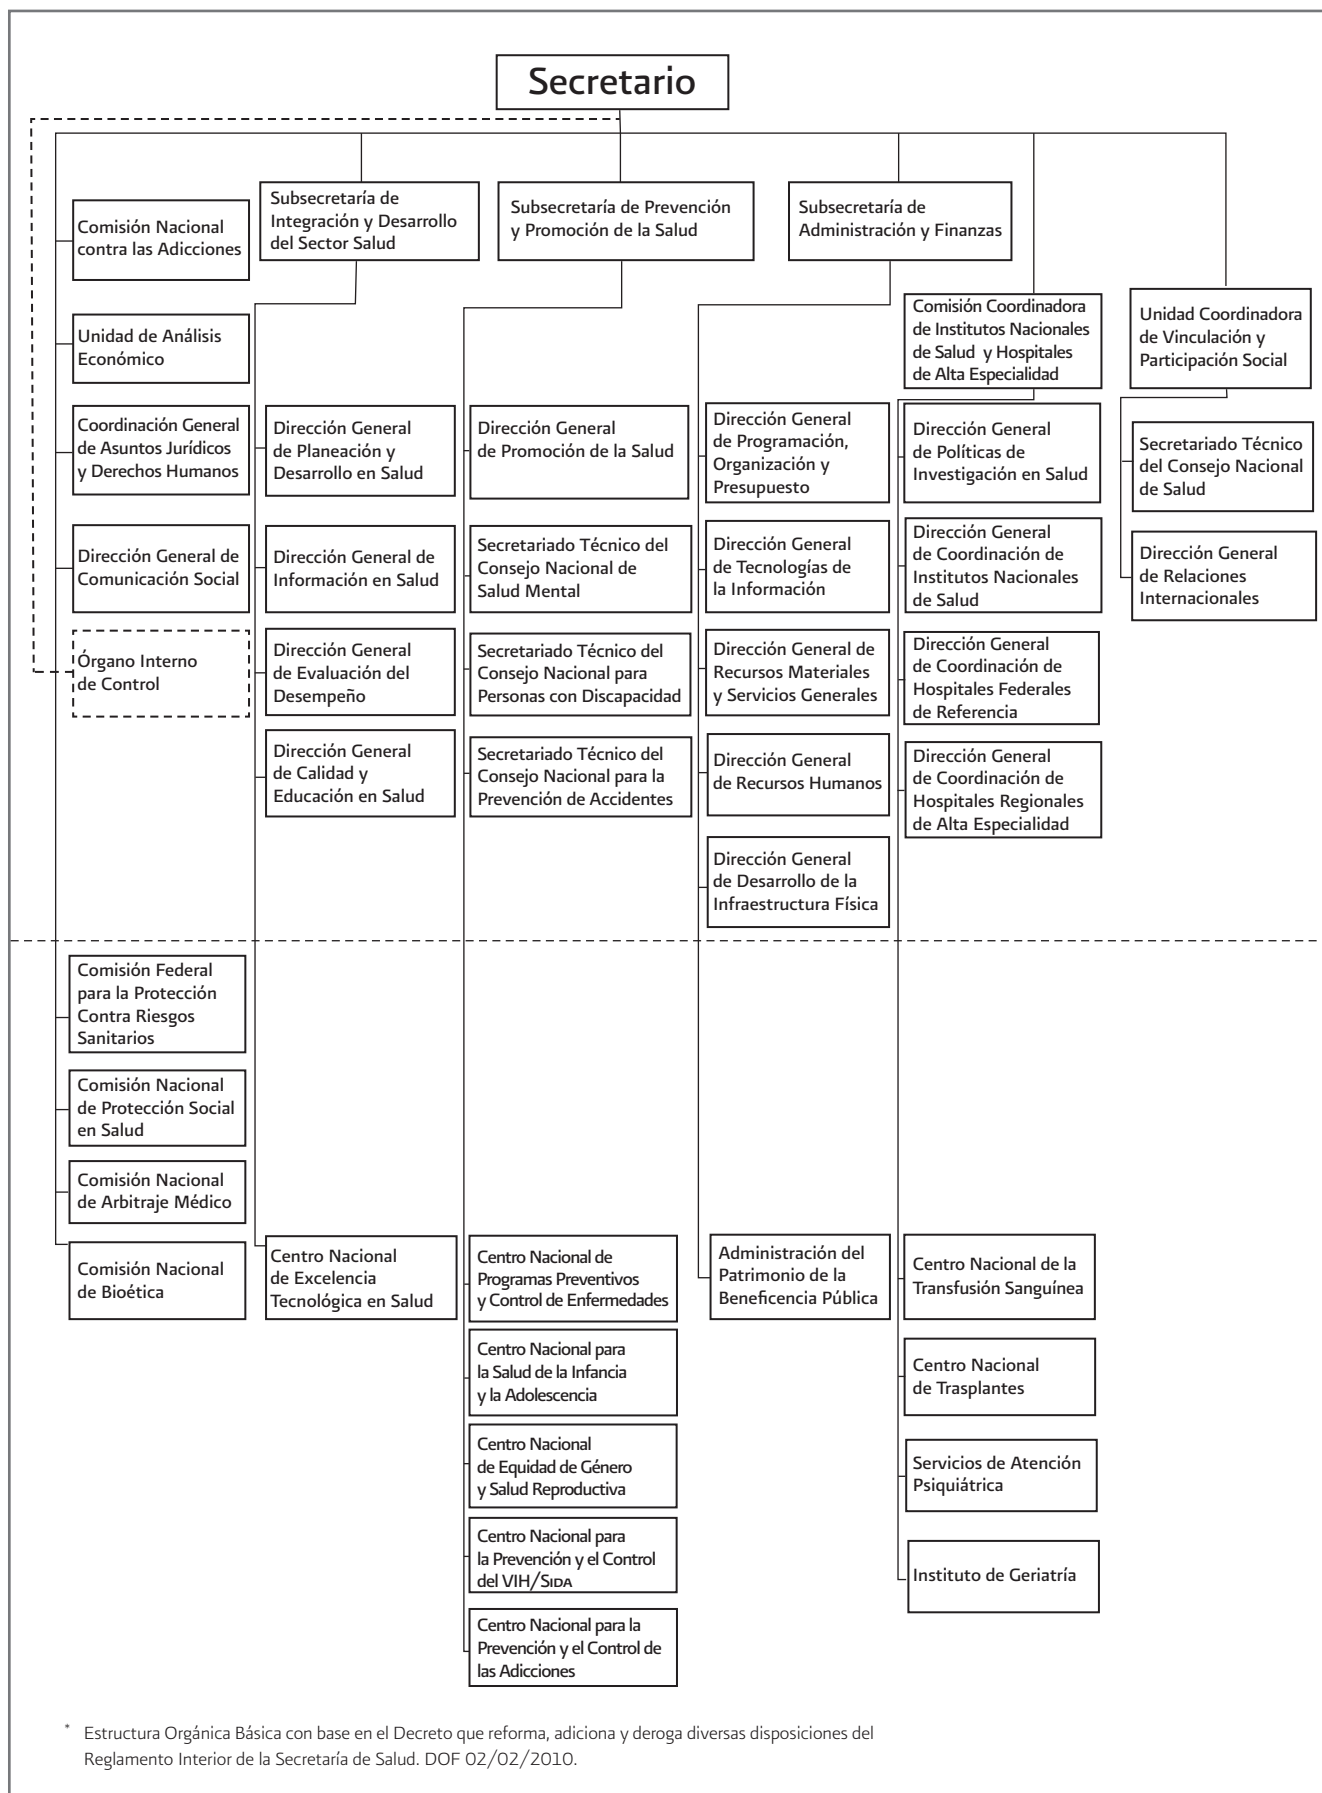 Secretario
Comisión Nacional
contra las Adicciones
Unidad de Análisis
Económico
Coordinación General
de Asuntos Jurídicos
y Derechos Humanos
Dirección General de
Comunicación Social
Órgano Interno
de Control
Subsecretaría de
Integración y Desarrollo
del Sector Salud
Dirección General
de Planeación y
Desarrollo en Salud
Dirección General de
Información en Salud
Dirección General
de Evaluación del
Desempeño
Dirección General
de Calidad y
Educación en Salud
Subsecretaría de Prevención
y Promoción de la Salud
Dirección General
de Promoción de la Salud
Secretariado Técnico del
Consejo Nacional de
Salud Mental
Secretariado Técnico del
Consejo Nacional para
Personas con Discapacidad
Secretariado Técnico del
Consejo Nacional para la
Prevención de Accidentes
Subsecretaría de
Administración y Finanzas
Dirección General
de Programación,
Organización y
Presupuesto
Dirección General
de Tecnologías de
la Información
Dirección General de
Recursos Materiales
y Servicios Generales
Dirección General
de Recursos Humanos
Dirección General
de Desarrollo de la
Infraestructura Física
Comisión Coordinadora
de Institutos Nacionales
de Salud y Hospitales
de Alta Especialidad
Dirección General
de Políticas de
Investigación en Salud
Dirección General
de Coordinación de
Institutos Nacionales
de Salud
Dirección General
de Coordinación de
Hospitales Federales
de Referencia
Dirección General
de Coordinación de
Hospitales Regionales
de Alta Especialidad
Unidad Coordinadora
de Vinculación y
Participación Social
Secretariado Técnico
del Consejo Nacional
de Salud
Dirección General
de Relaciones
Internacionales
Comisión Federal
para la Protección
Contra Riesgos
Sanitarios
Comisión Nacional
de Protección Social
en Salud
Comisión Nacional
de Arbitraje Médico
Comisión Nacional
de Bioética
Centro Nacional
de Excelencia
Tecnológica en Salud
Centro Nacional de
Programas Preventivos
y Control de Enfermedades
Centro Nacional para
la Salud de la Infancia
y la Adolescencia
Centro Nacional
de Equidad de Género
y Salud Reproductiva
Centro Nacional para
la Prevención y el Control
del VIH/SIDA
Centro Nacional para la
Prevención y el Control de
las Adicciones
Administración del
Patrimonio de la
Beneficencia Pública
Centro Nacional de la
Transfusión Sanguínea
Centro Nacional
de Trasplantes
Servicios de Atención
Psiquiátrica
Instituto de Geriatría
* Estructura Orgánica Básica con base en el Decreto que reforma, adiciona y deroga diversas disposiciones del
Reglamento Interior de la Secretaría de Salud. DOF 02/02/2010.